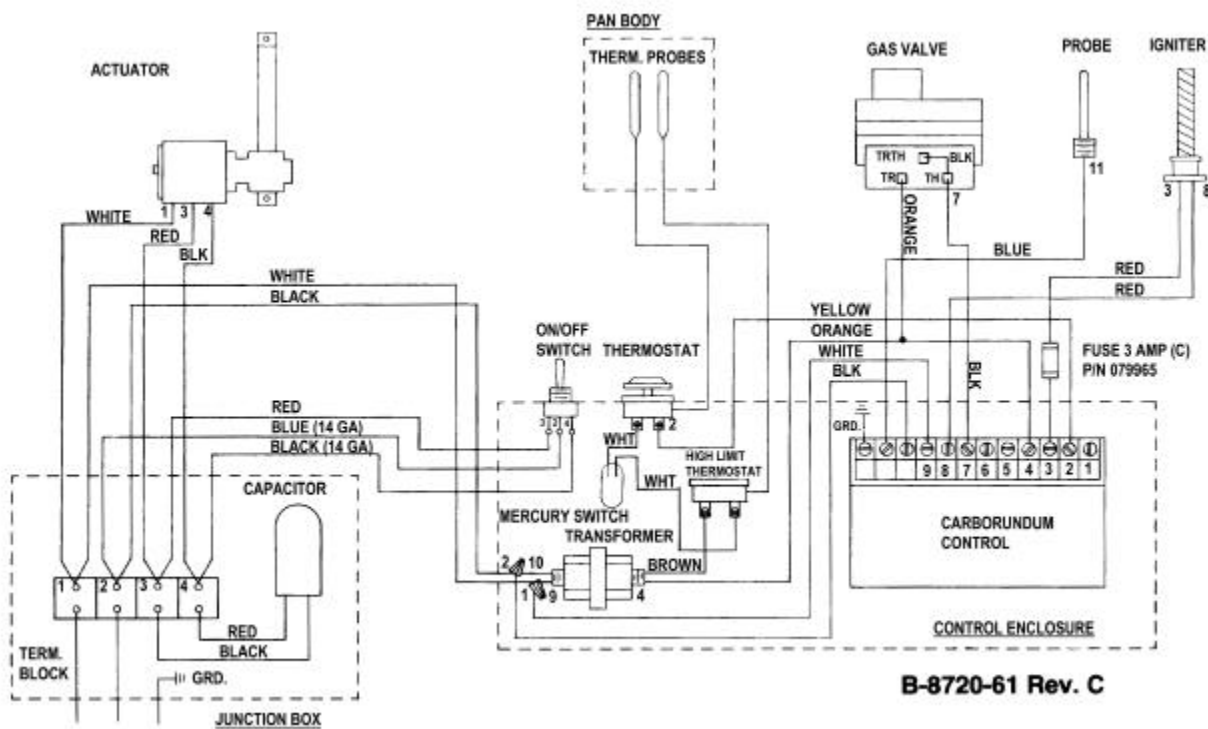 PAN BODY
ACTUATOR
THERM. PROBES
GAS VALVE
PROBE
IGNITER
TRTH
BLK
TR
TH
7
11
3
8
1
3
4
WHITE
RED
BLK
ORANGE
BLUE
RED
RED
WHITE
BLACK
YELLOW
ORANGE
WHITE
BLK
BLK
ON/OFF
SWITCH
THERMOSTAT
FUSE 3 AMP (C)
P/N 079965
RED
BLUE (14 GA)
BLACK (14 GA)
3
2
4
2
WHT
WHT
HIGH LIMIT
THERMOSTAT
GRD.
9
8
7
6
5
4
3
2
1
CARBORUNDUM
CONTROL
CAPACITOR
MERCURY SWITCH
TRANSFORMER
BROWN
2
10
1
9
4
1
2
3
4
RED
BLACK
TERM.
BLOCK
GRD.
JUNCTION BOX
CONTROL ENCLOSURE
B-8720-61 Rev. C